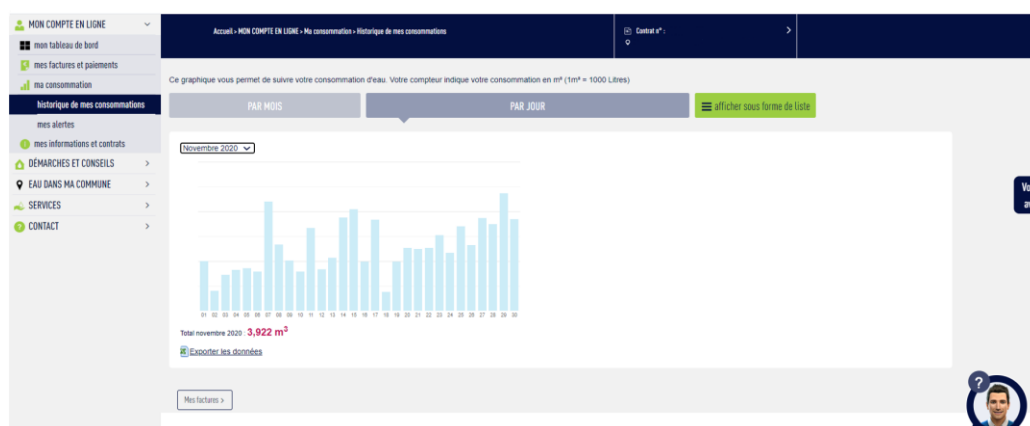 MON COMPTE EN LIGNE
mon tableau de bord
mes factures et paiements
ma consommation
historique de mes consommations
mes alertes
mes informations et contrats
DÉMARCHES ET CONSEILS
EAU DANS MA COMMUNE
SERVICES
CONTACT
Accueil > MON COMPTE EN LIGNE > Ma consommation > Historique de mes consommations
Contrat n° :
Ce graphique vous permet de suivre votre consommation d'eau. Votre compteur indique votre consommation en m³ (1m³ = 1000 Litres)
PAR MOIS
PAR JOUR
afficher sous forme de liste
Novembre 2020
01 02 03 04 05 06 07 08 09 10 11 12 13 14 15 16 17 18 19 20 21 22 23 24 25 26 27 28 29 30
Total novembre 2020 : 3,922 m³
Exporter les données
Mes factures >
Vo
?